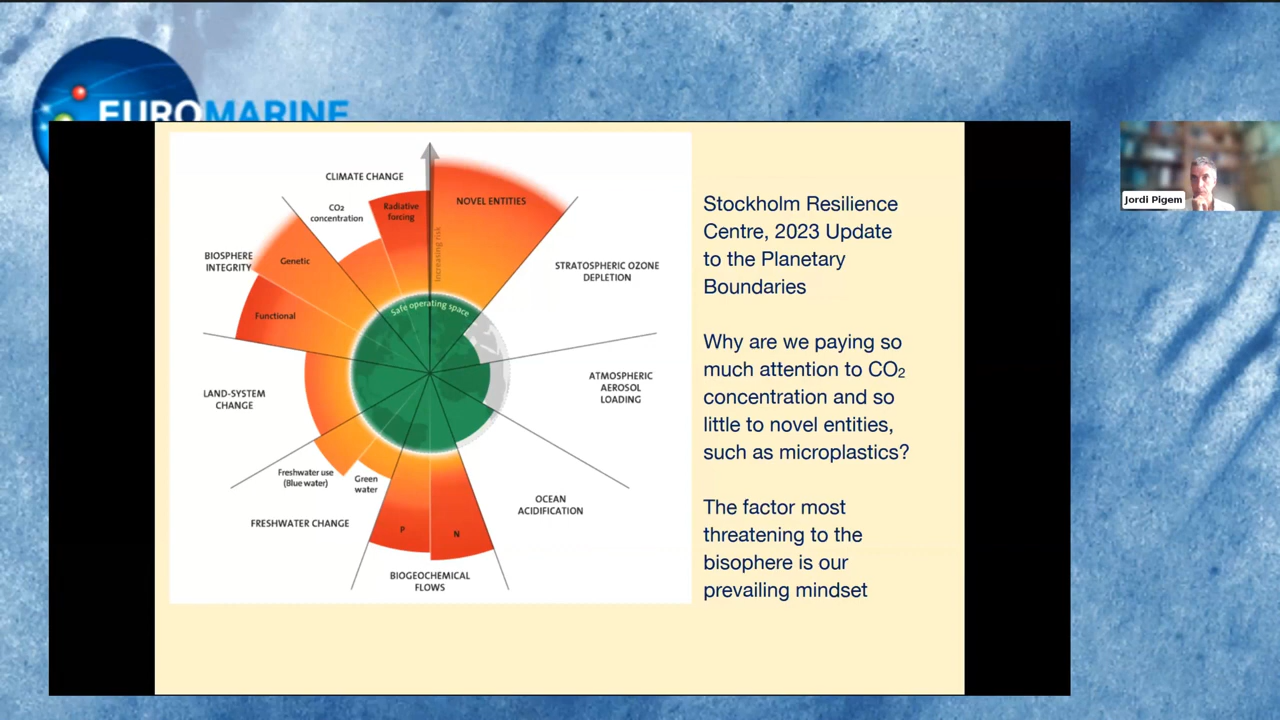 EUROMARINE
CLIMATE CHANGE
CO₂
concentration
Radiative
forcing
NOVEL ENTITIES
Increasing risk
BIOSPHERE
INTEGRITY
Genetic
Functional
STRATOSPHERIC OZONE
DEPLETION
Safe operating space
ATMOSPHERIC
AEROSOL
LOADING
LAND-SYSTEM
CHANGE
Freshwater use
(Blue water)
Green
water
FRESHWATER CHANGE
OCEAN
ACIDIFICATION
P
N
BIOGEOCHEMICAL
FLOWS
Stockholm Resilience
Centre, 2023 Update
to the Planetary
Boundaries
Why are we paying so
much attention to CO₂
concentration and so
little to novel entities,
such as microplastics?
The factor most
threatening to the
bisophere is our
prevailing mindset
Jordi Pigem